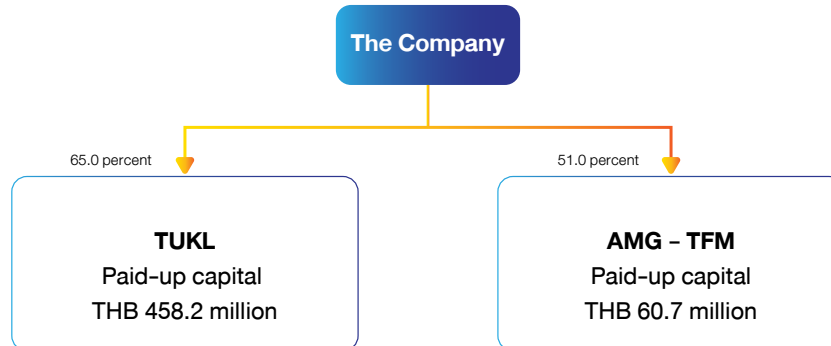 The Company
65.0 percent
51.0 percent
TUKL
Paid-up capital
THB 458.2 million
AMG – TFM
Paid-up capital
THB 60.7 million